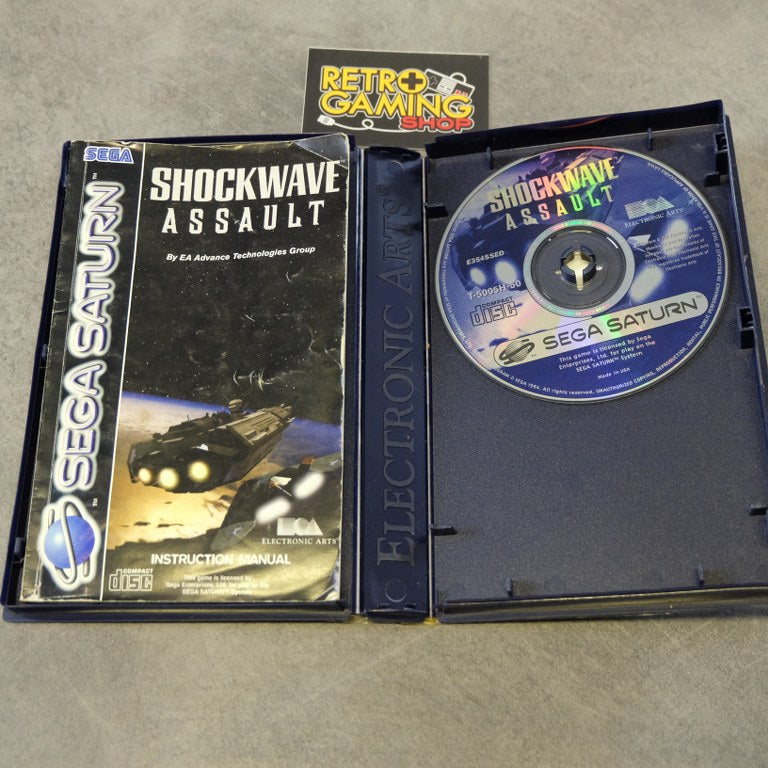 RETRO
GAMING
SHOP
SEGA
SEGA SATURN™
SHOCKWAVE
ASSAULT
By EA Advance Technologies Group
ELECTRONIC ARTS
INSTRUCTION MANUAL
COMPACT
disc
This game is licensed by
Sega Enterprises, Ltd. for play on the
SEGA SATURN™ System
ELECTRONIC ARTS®
SHOCKWAVE
ASSAULT
ELECTRONIC ARTS
E3545SED
T-5005H-50
COMPACT
disc
SEGA SATURN™
This game is licensed by Sega
Enterprises, Ltd. for play on the
SEGA SATURN™ System
Made in USA